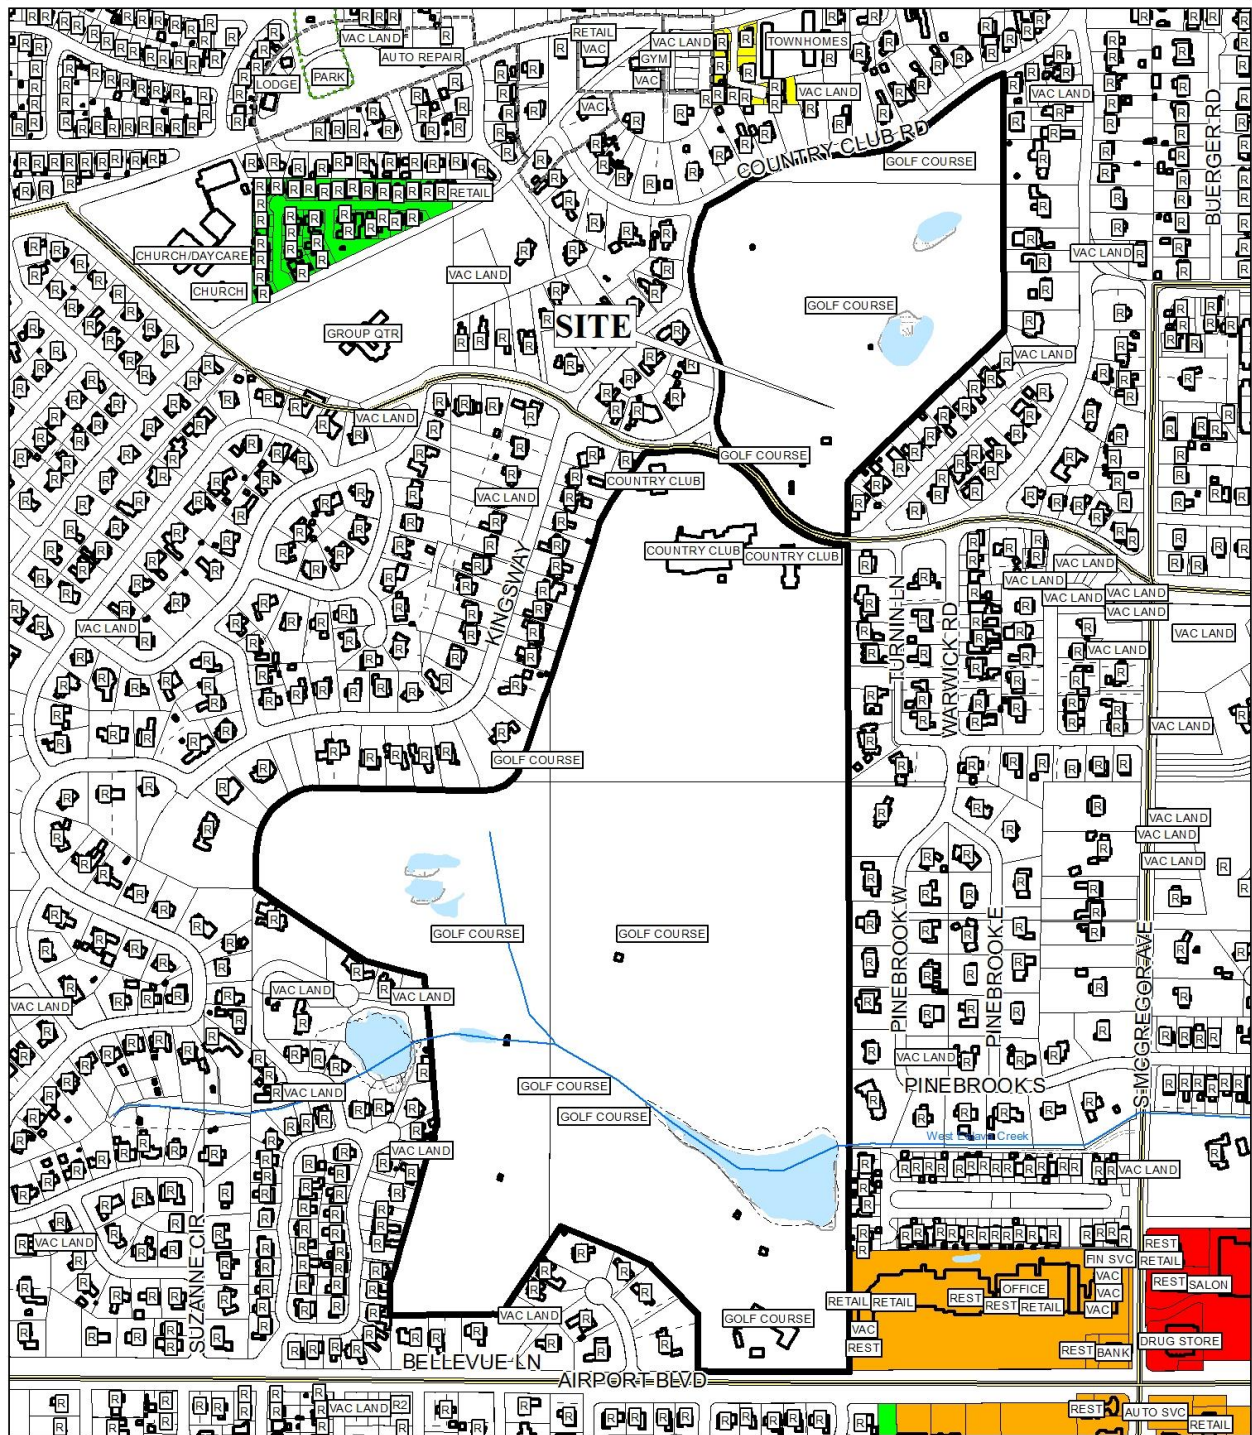 RETAIL
VAC LAND
VAC
VAC LAND
TOWNHOMES
AUTO REPAIR
GYM
PARK
LODGE
VAC
VAC LAND
VAC LAND
VAC
BUERGER RD
COUNTRY CLUB RD
GOLF COURSE
RETAIL
CHURCH/DAYCARE
VAC LAND
VAC LAND
CHURCH
GOLF COURSE
SITE
GROUP QTR
VAC LAND
VAC LAND
GOLF COURSE
COUNTRY CLUB
VAC LAND
COUNTRY CLUB
COUNTRY CLUB
VAC LAND
VAC LAND
VAC LAND
VAC LAND
VAC LAND
KINGSWAY
TURNIN LN
WARWICK RD
VAC LAND
VAC LAND
VAC LAND
VAC LAND
GOLF COURSE
VAC LAND
VAC LAND
VAC LAND
PINEBROOK W
PINEBROOK E
S MCGREGOR AVE
GOLF COURSE
GOLF COURSE
VAC LAND
VAC LAND
VAC LAND
VAC LAND
GOLF COURSE
PINEBROOK S
R VAC LAND
GOLF COURSE
VAC LAND
VAC LAND
SUZANNE CIR
VAC LAND
REST
FIN SVC
RETAIL
VAC
REST
SALON
OFFICE
VAC
RETAIL
RETAIL
REST
REST
RETAIL
VAC
VAC LAND
GOLF COURSE
VAC
REST
DRUG STORE
REST
BANK
BELLEVUE LN
AIRPORT BLVD
VAC LAND
R2
REST
AUTO SVC
RETAIL